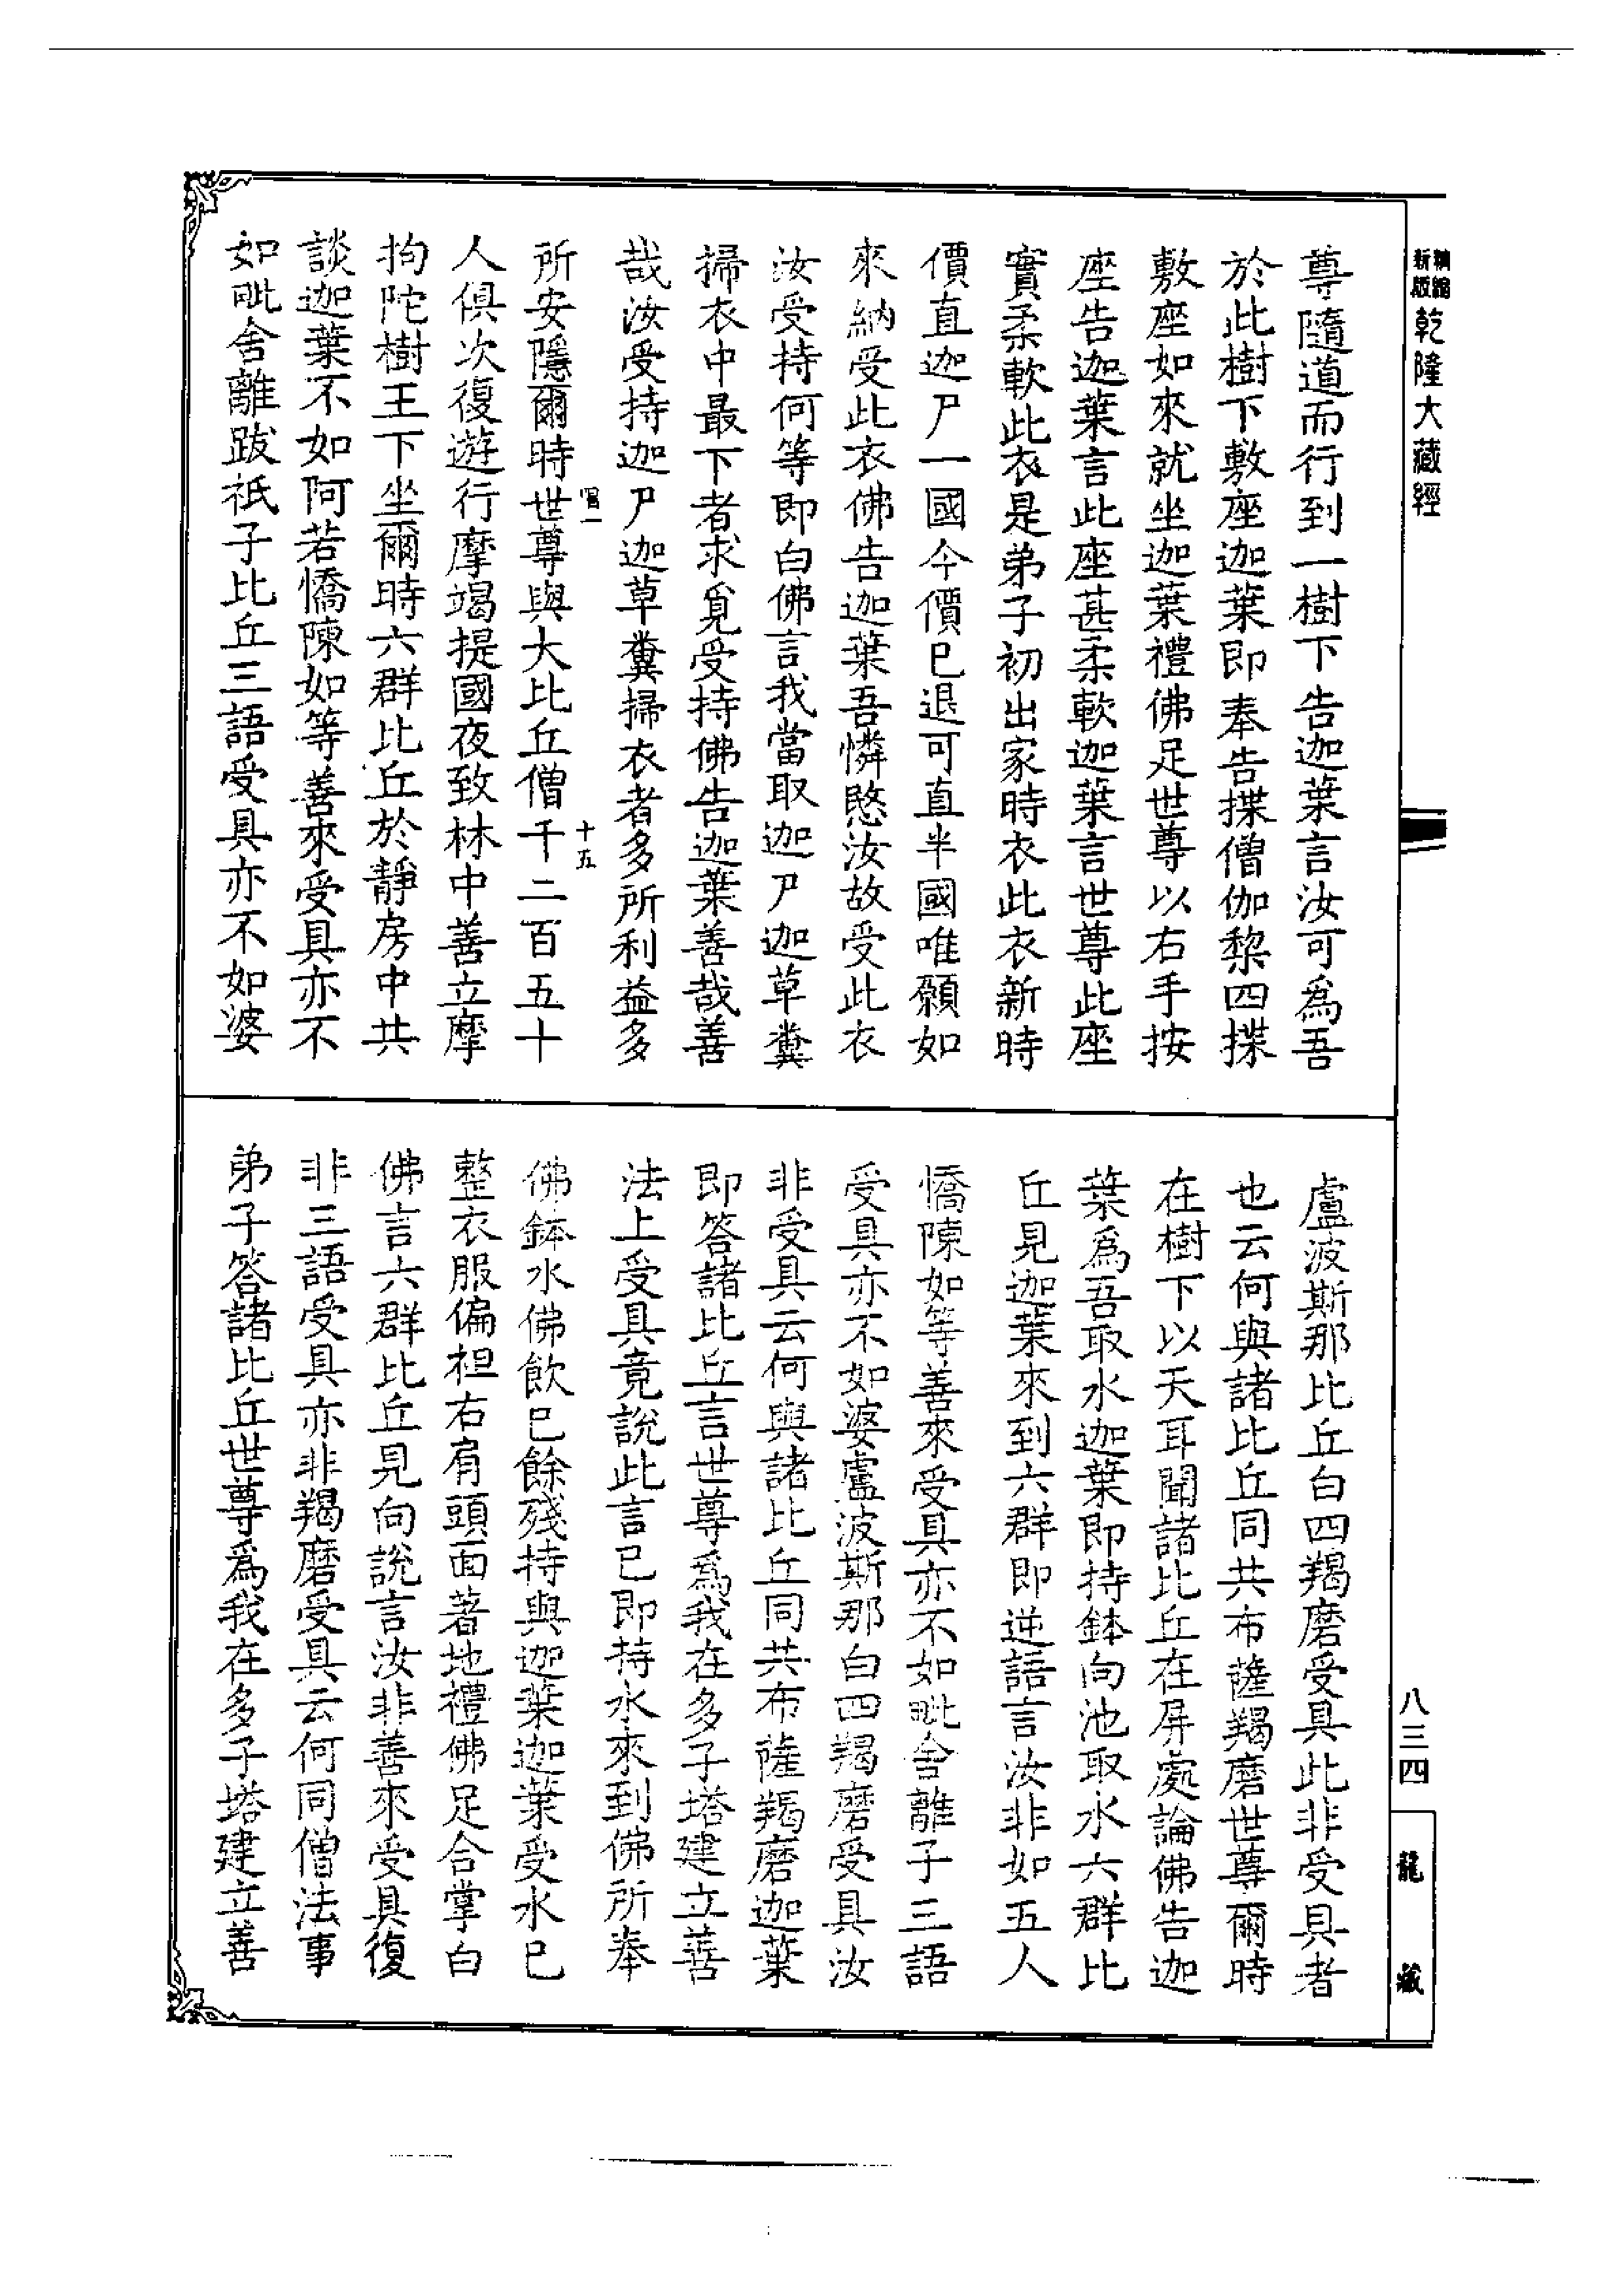 精縮
新版
乾隆大藏經
尊隨道而行到一樹下告迦葉言汝可為吾
於此樹下敷座迦葉即奉告揲僧伽黎四揲
敷座如來就坐迦葉禮佛足世尊以右手按
座告迦葉言此座甚柔軟迦葉言世尊此座
實柔軟此衣是弟子初出家時衣此衣新時
價直迦尸一國今價已退可直半國唯願如
來納受此衣佛告迦葉吾憐愍汝故受此衣
汝受持何等即白佛言我當取迦尸迦草糞
掃衣中最下者求覓受持佛告迦葉善哉善
哉汝受持迦尸迦草糞掃衣者多所利益多
十五
所安隱爾時世尊與大比丘僧千二百五十
人俱次復遊行摩竭提國夜致林中善立摩
拘陀樹王下坐爾時六群比丘於靜房中共
談迦葉不如阿若憍陳如等善來受具亦不
如毗舍離跋祇子比丘三語受具亦不如婆
盧波斯那比丘白四羯磨受具此非受具者
也云何與諸比丘同共布薩羯磨世尊爾時
在樹下以天耳聞諸比丘在屏處論佛告迦
葉為吾取水迦葉即持鉢向池取水六群比
丘見迦葉來到六群即逆語言汝非如五人
憍陳如等善來受具亦不如毗舍離子三語
受具亦不如婆盧波斯那白四羯磨受具汝
非受具云何與諸比丘同共布薩羯磨迦葉
即答諸比丘言世尊為我在多子塔建立善
法上受具竟說此言已即持水來到佛所奉
佛鉢水佛飲已餘殘持與迦葉迦葉受水已
整衣服偏袒右肩頭面著地禮佛足合掌白
佛言六群比丘見向說言汝非善來受具復
非三語受具亦非羯磨受具云何同僧法事
弟子答諸比丘世尊為我在多子塔建立善
八三四
龍藏